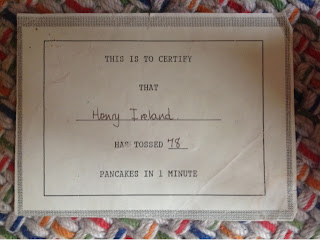 THIS IS TO CERTIFY
THAT
Henry Ireland
HAS TOSSED 78
PANCAKES IN 1 MINUTE